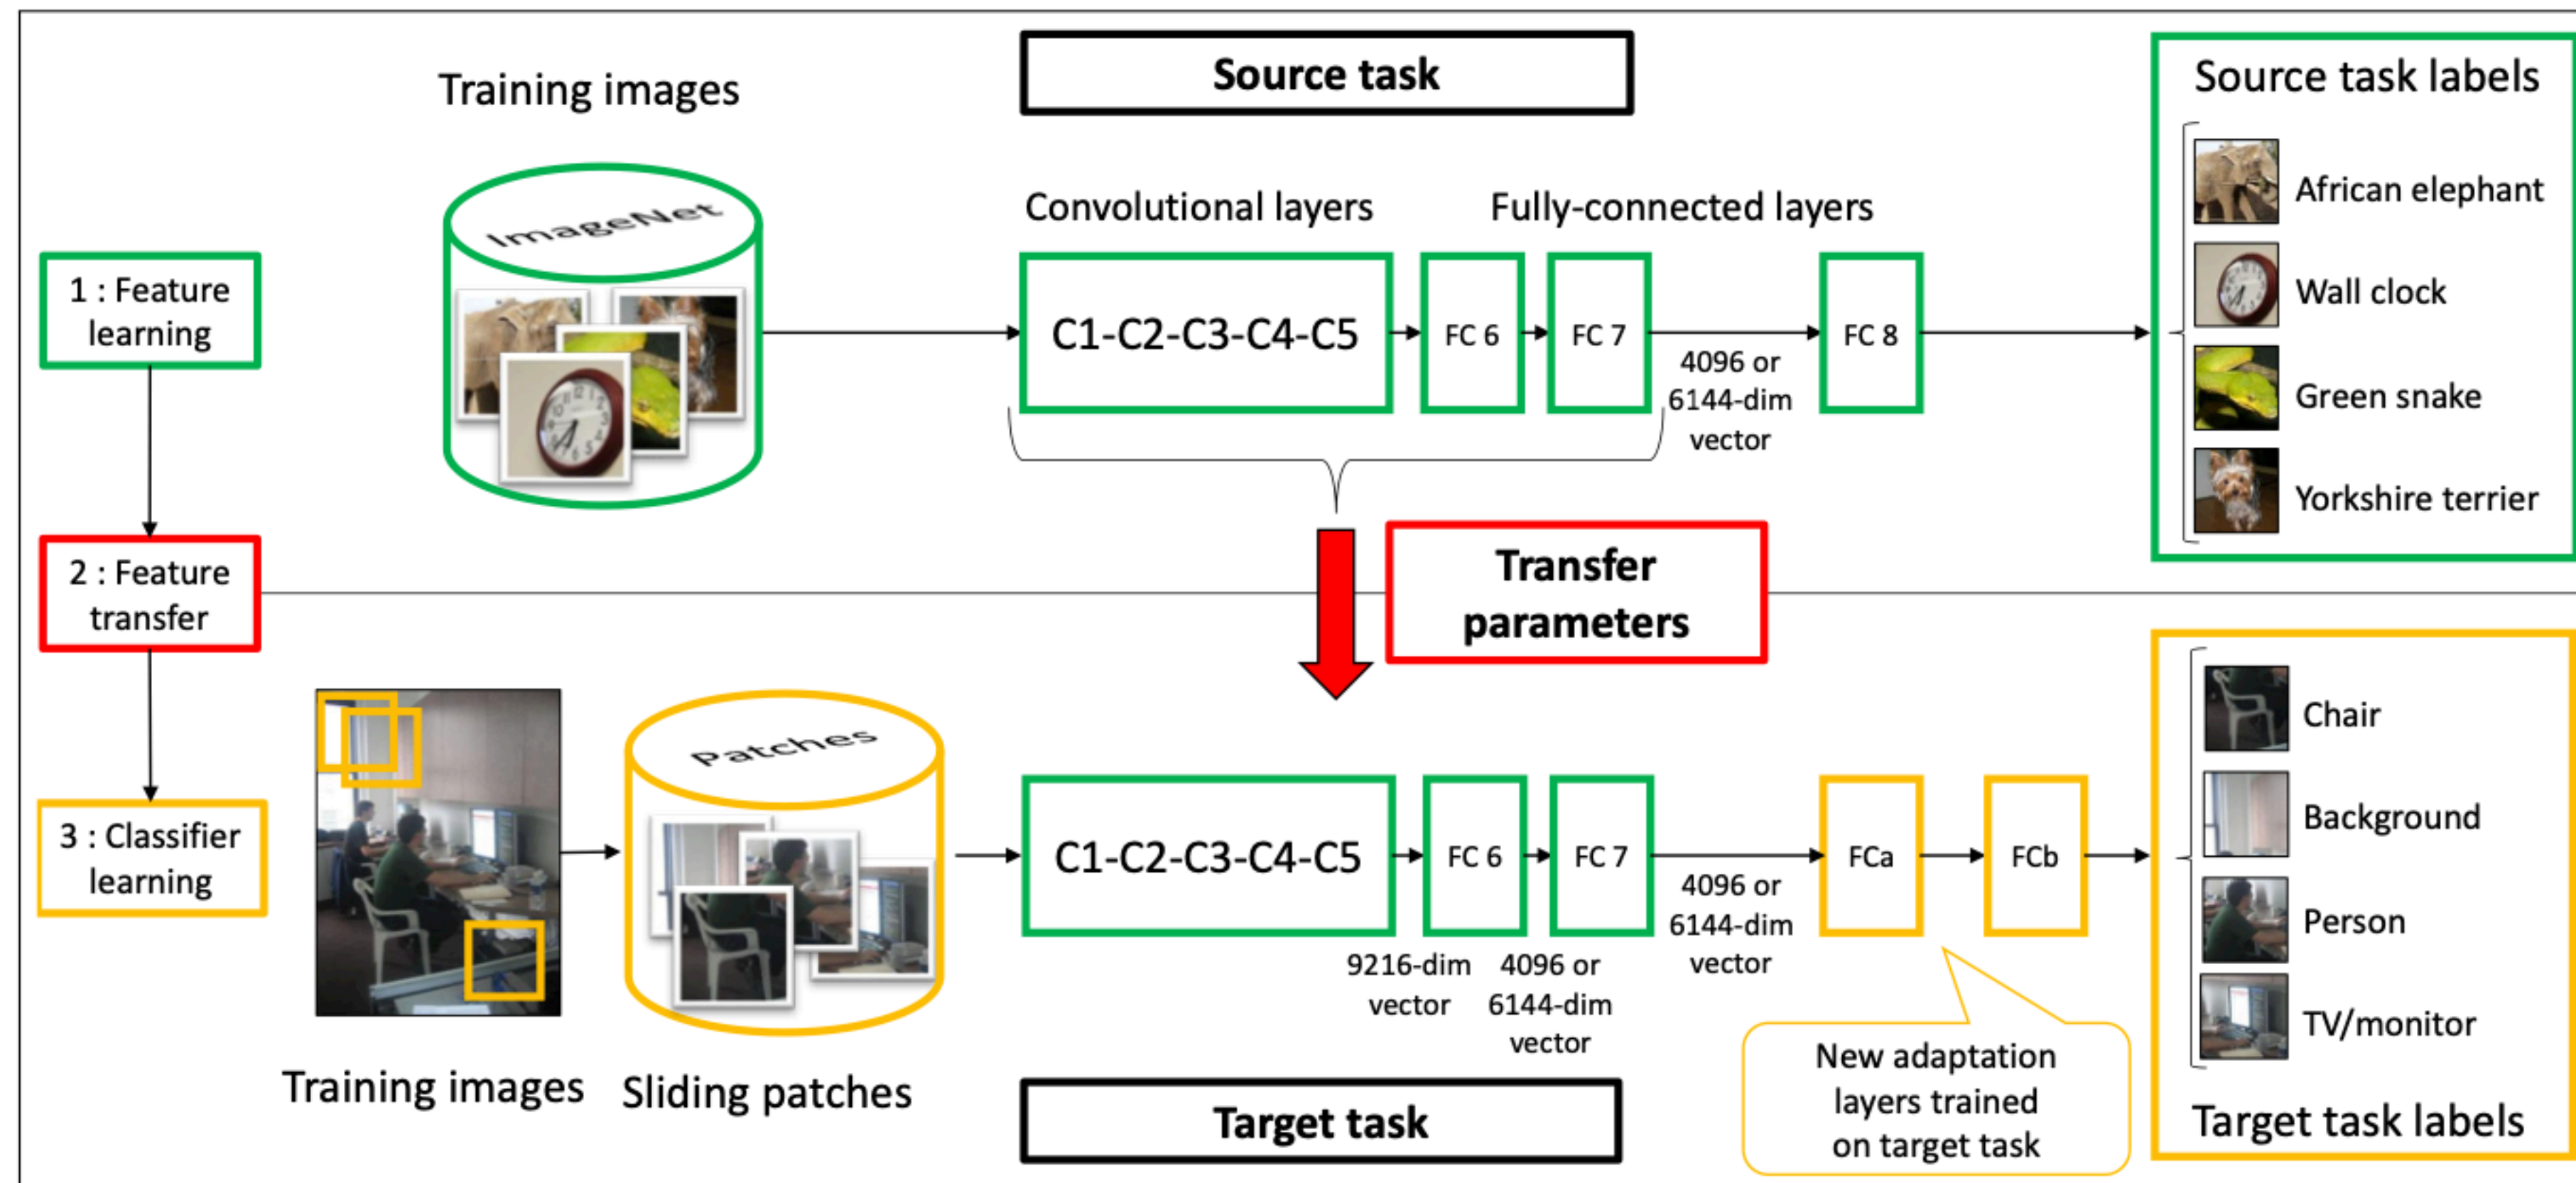 Source task
Training images
Source task labels
ImageNet
Convolutional layers
Fully-connected layers
African elephant
Wall clock
Green snake
Yorkshire terrier
1 : Feature
learning
C1-C2-C3-C4-C5
FC 6
FC 7
4096 or
6144-dim
vector
FC 8
2 : Feature
transfer
Transfer
parameters
3 : Classifier
learning
Training images
Patches
Sliding patches
C1-C2-C3-C4-C5
9216-dim
vector
FC 6
4096 or
6144-dim
vector
FC 7
4096 or
6144-dim
vector
FCa
FCb
New adaptation
layers trained
on target task
Chair
Background
Person
TV/monitor
Target task labels
Target task